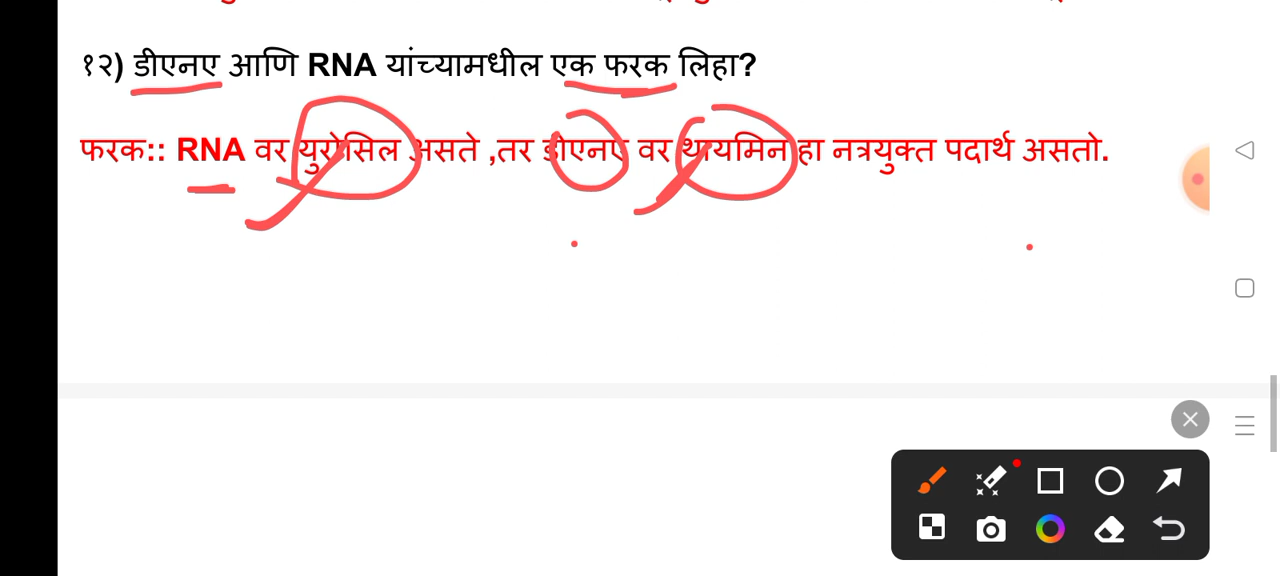 १२) डीएनए आणि RNA यांच्यामधील एक फरक लिहा?
फरक:: RNA वर युरोसिल असते ,तर डीएनए वर थायमिन हा नत्रयुक्त पदार्थ असतो.